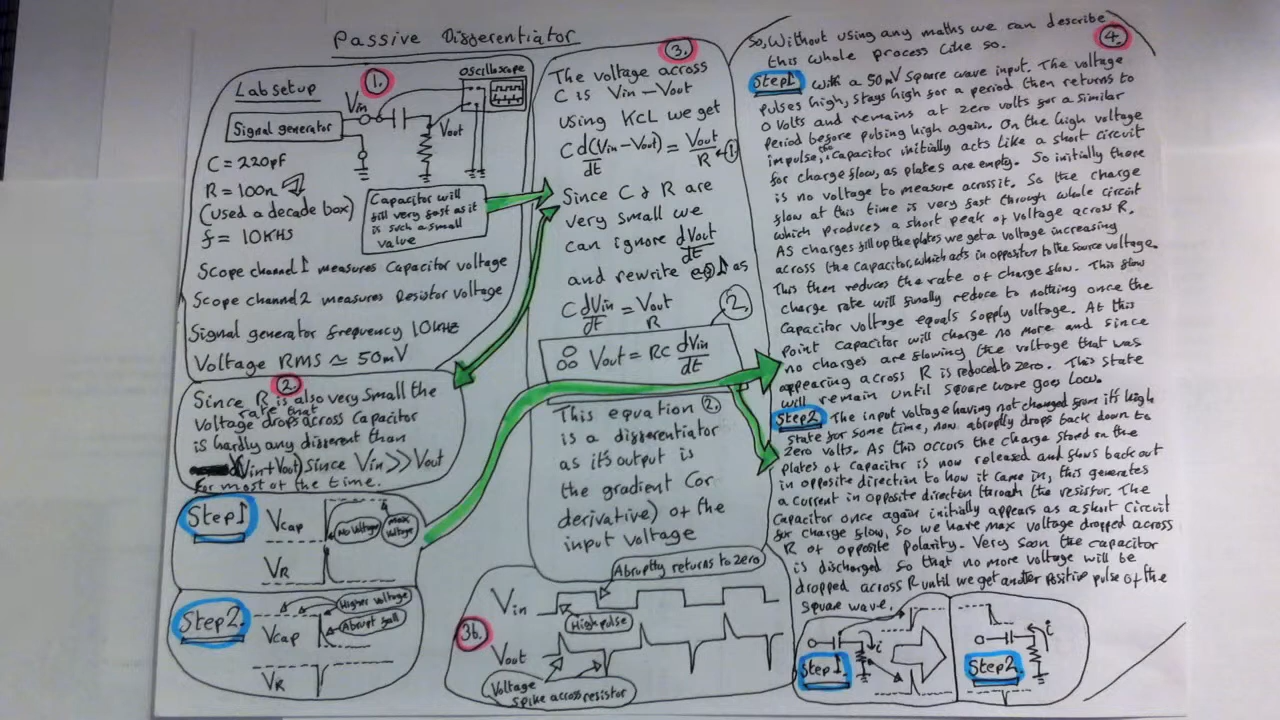 Passive Differentiator
1.
Lab setup
Vin
Oscilloscope
Signal generator
Vout
C = 220pF
R = 100Ω
(used a decade box)
f = 10KHS
Capacitor will
fill very fast as it
is such a small
value
Scope channel 1 measures Capacitor voltage
Scope channel 2 measures Resistor voltage
Signal generator frequency 10KHz
Voltage RMS ≃ 50mV
2.
Since R is also very small the
rate that
voltage drops across Capacitor
is hardly any different than
(Vin+Vout) since Vin >> Vout
for most of the time.
Step 1
Vcap
No Voltage
max voltage
VR
Step 2.
Higher voltage
Vcap
Abrupt fall
VR
3.
The voltage across
C is Vin – Vout
using KCL we get
C d(Vin – Vout)/dt = Vout/R ①
Since C & R are
very small we
can ignore dVout/dt
and rewrite eq 1 as
C dVin/dt = Vout/R
2.
∴ Vout = RC dVin/dt
This equation 2.
is a differentiator
as it's output is
the gradient (or
derivative) of the
input voltage
3b.
Abruptly returns to zero
Vin
High pulse
Vout
Voltage
spike across resistor
4.
So, Without using any maths we can describe
this whole process like so.
Step 1 With a 50mV square wave input. The voltage
pulses high, stays high for a period then returns to
0 volts and remains at zero volts for a similar
period before pulsing high again. On the high voltage
impulse, the capacitor initially acts like a short circuit
for charge flow, as plates are empty. So initially there
is no voltage to measure across it. So the charge
flow at this time is very fast through whole circuit
which produces a short peak of voltage across R.
As charges fill up the plates we get a voltage increasing
across the capacitor, which acts in opposition to the source voltage.
This then reduces the rate of charge flow. This flow
charge rate will finally reduce to nothing once the
Capacitor voltage equals supply voltage. At this
point capacitor will charge no more and since
no charges are flowing the voltage that was
appearing across R is reduced to zero. This state
will remain until square wave goes low.
Step 2 The input voltage having not changed from it's high
state for some time, now abruptly drops back down to
zero volts. As this occurs the charge stored on the
plates of capacitor is now released and flows back out
in opposite direction to how it came in, this generates
a current in opposite direction through the resistor. The
Capacitor once again initially appears as a short circuit
for charge flow, so we have max voltage dropped across
R of opposite polarity. Very soon the capacitor
is discharged so that no more voltage will be
dropped across R until we get another positive pulse of the
square wave.
i
Step 1
i
Step 2.